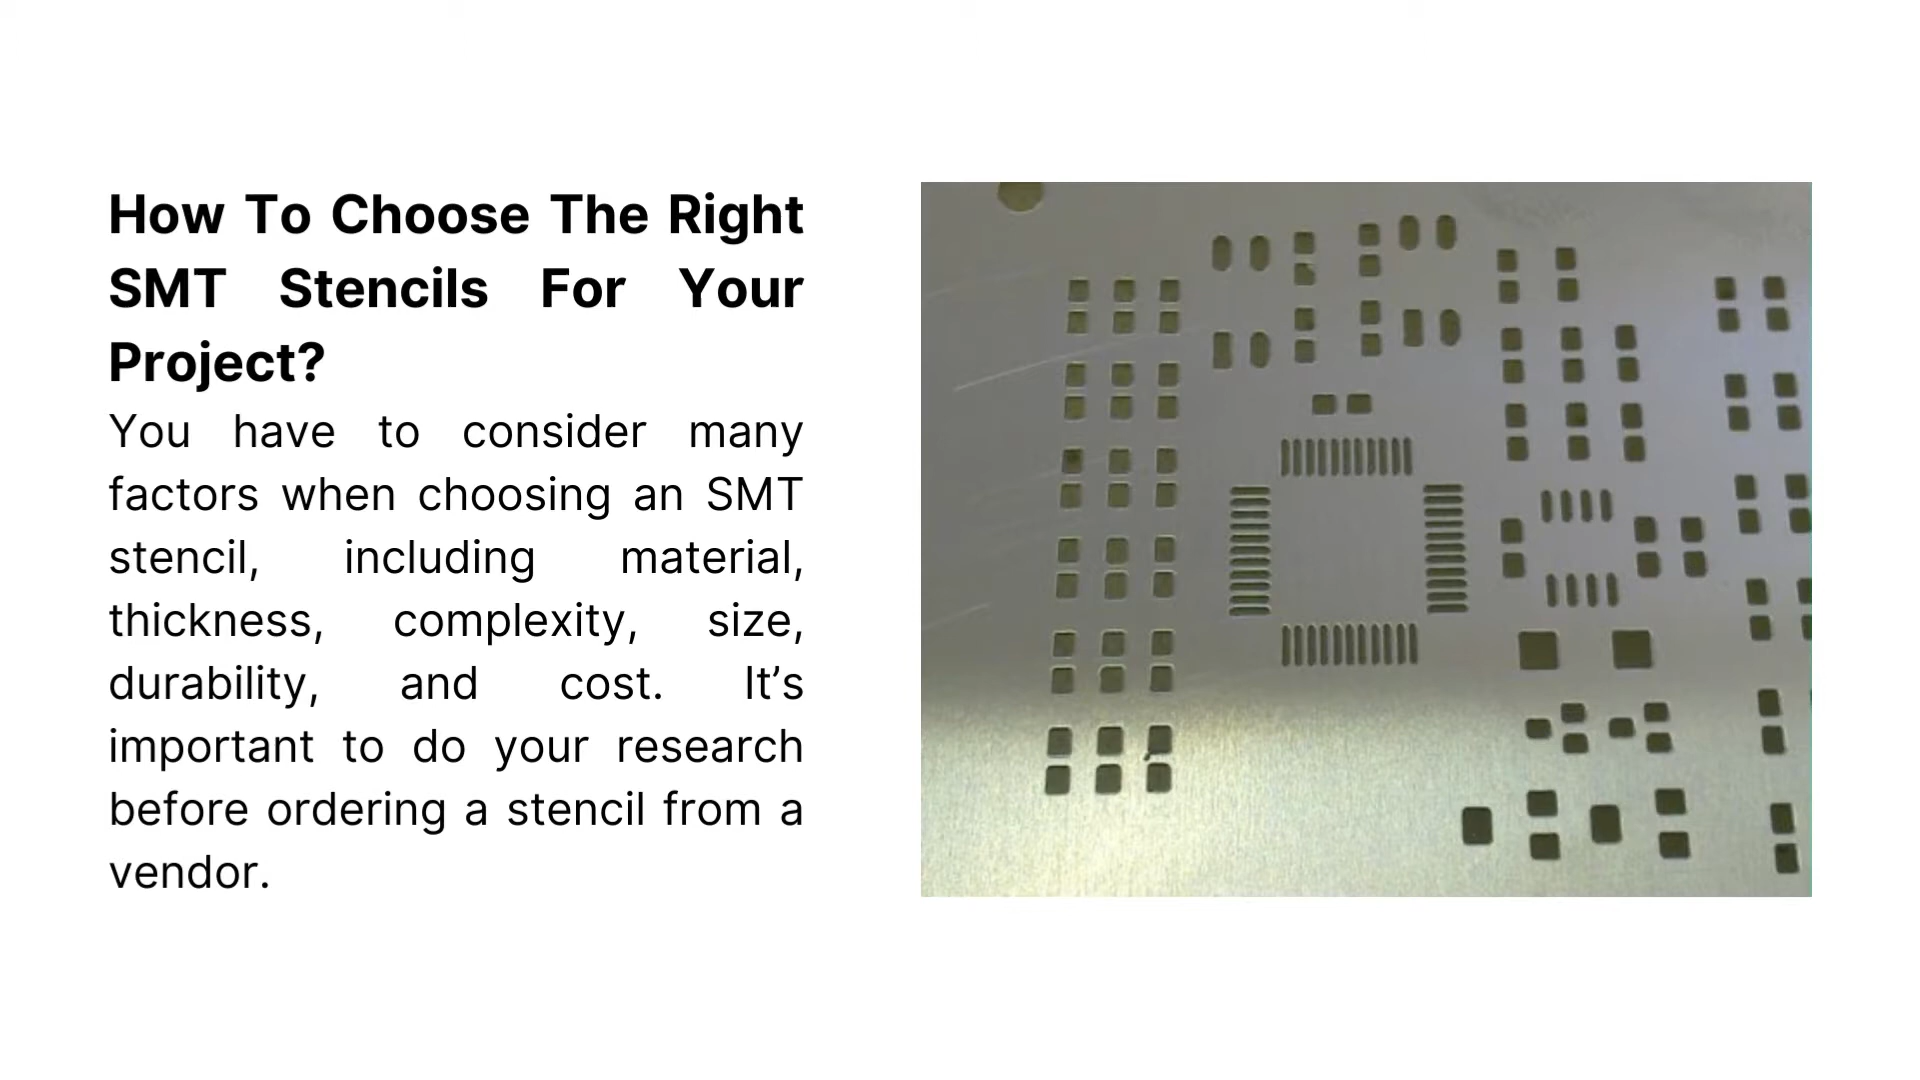 How To Choose The Right
SMT Stencils For Your
Project?
You have to consider many
factors when choosing an SMT
stencil, including material,
thickness, complexity, size,
durability, and cost. It’s
important to do your research
before ordering a stencil from a
vendor.